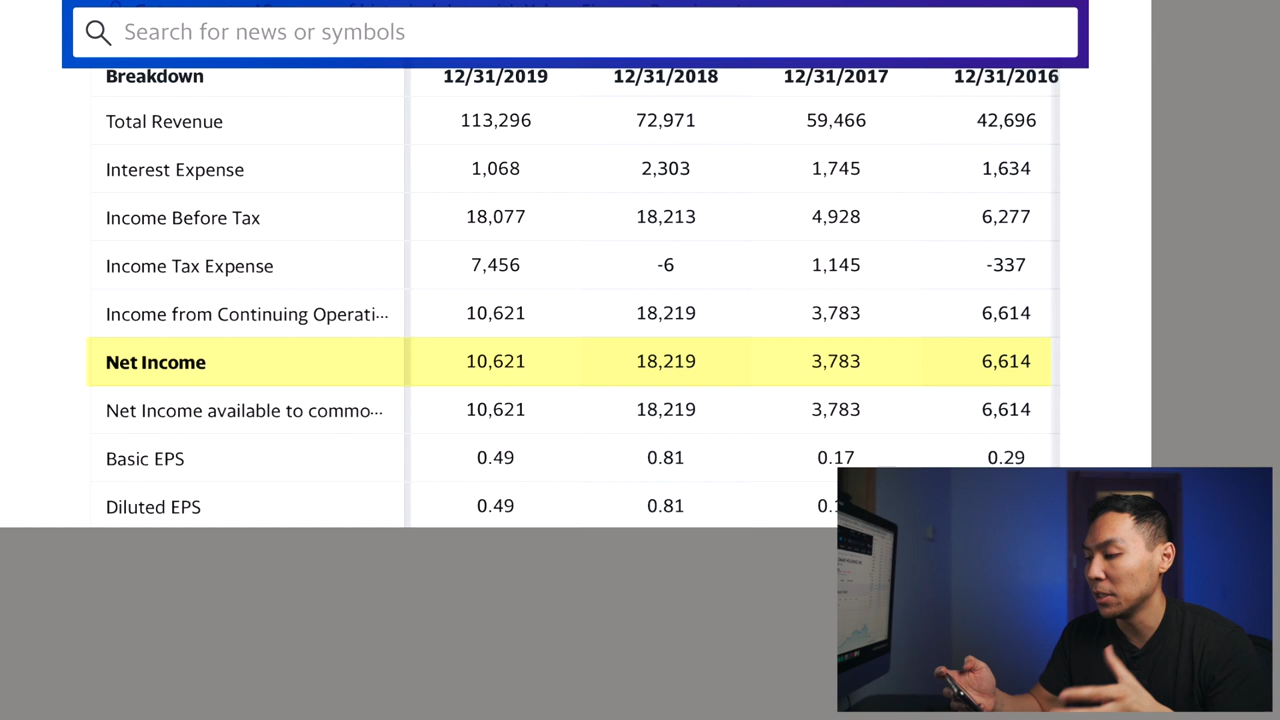 Search for news or symbols
Breakdown 12/31/2019 12/31/2018 12/31/2017 12/31/2016
Total Revenue 113,296 72,971 59,466 42,696
Interest Expense 1,068 2,303 1,745 1,634
Income Before Tax 18,077 18,213 4,928 6,277
Income Tax Expense 7,456 -6 1,145 -337
Income from Continuing Operati... 10,621 18,219 3,783 6,614
Net Income 10,621 18,219 3,783 6,614
Net Income available to commo... 10,621 18,219 3,783 6,614
Basic EPS 0.49 0.81 0.17 0.29
Diluted EPS 0.49 0.81